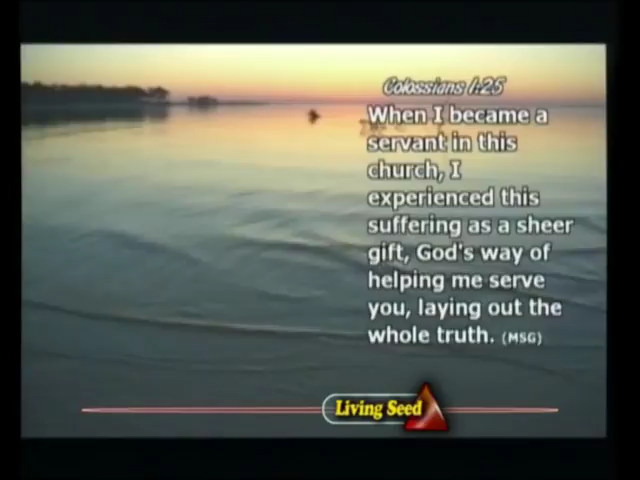 Colossians 1:25
When I became a
servant in this
church, I
experienced this
suffering as a sheer
gift, God's way of
helping me serve
you, laying out the
whole truth. (MSG)
Living Seed